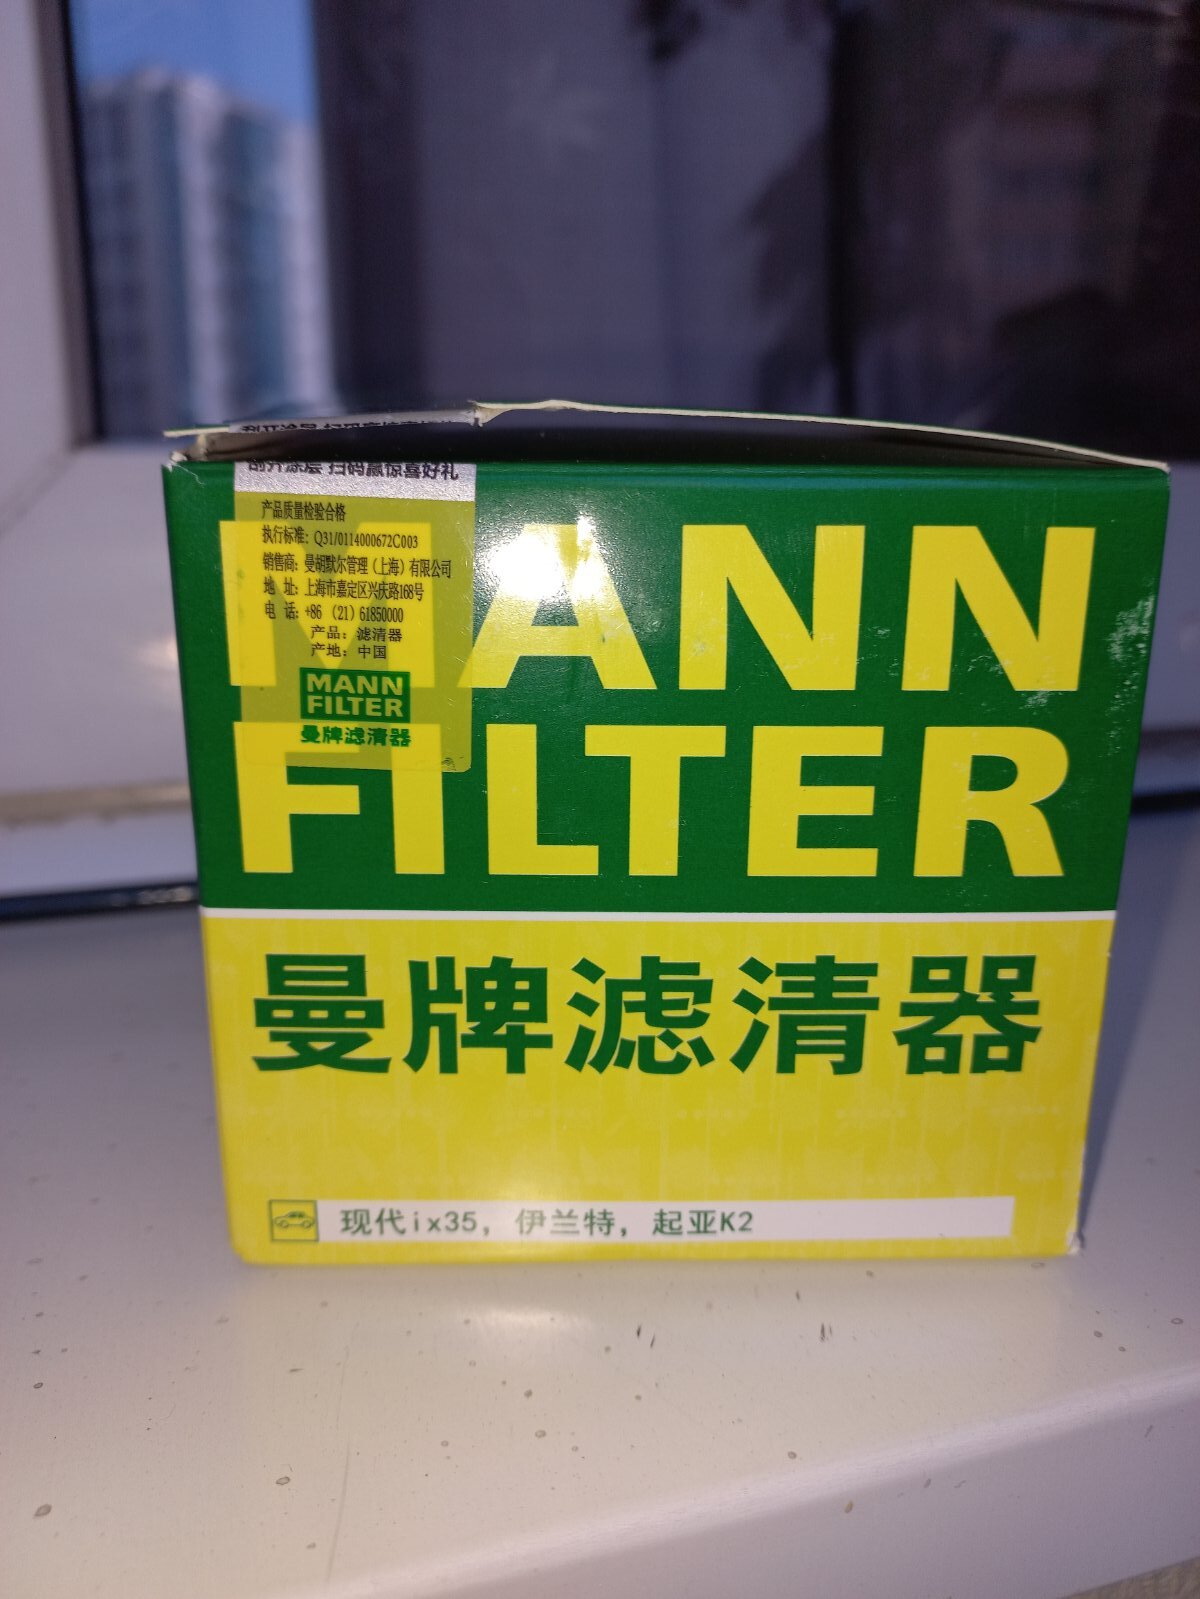 刮开涂层 扫码赢惊喜好礼
产品质量检验合格
执行标准：Q31/0114000672C003
销售商：曼胡默尔管理（上海）有限公司
地 址：上海市嘉定区兴庆路168号
电 话：+86 （21）61850000
产品：滤清器
产地：中国
MANN
FILTER
曼牌滤清器
MANN
FILTER
曼牌滤清器
现代ix35，伊兰特，起亚K2